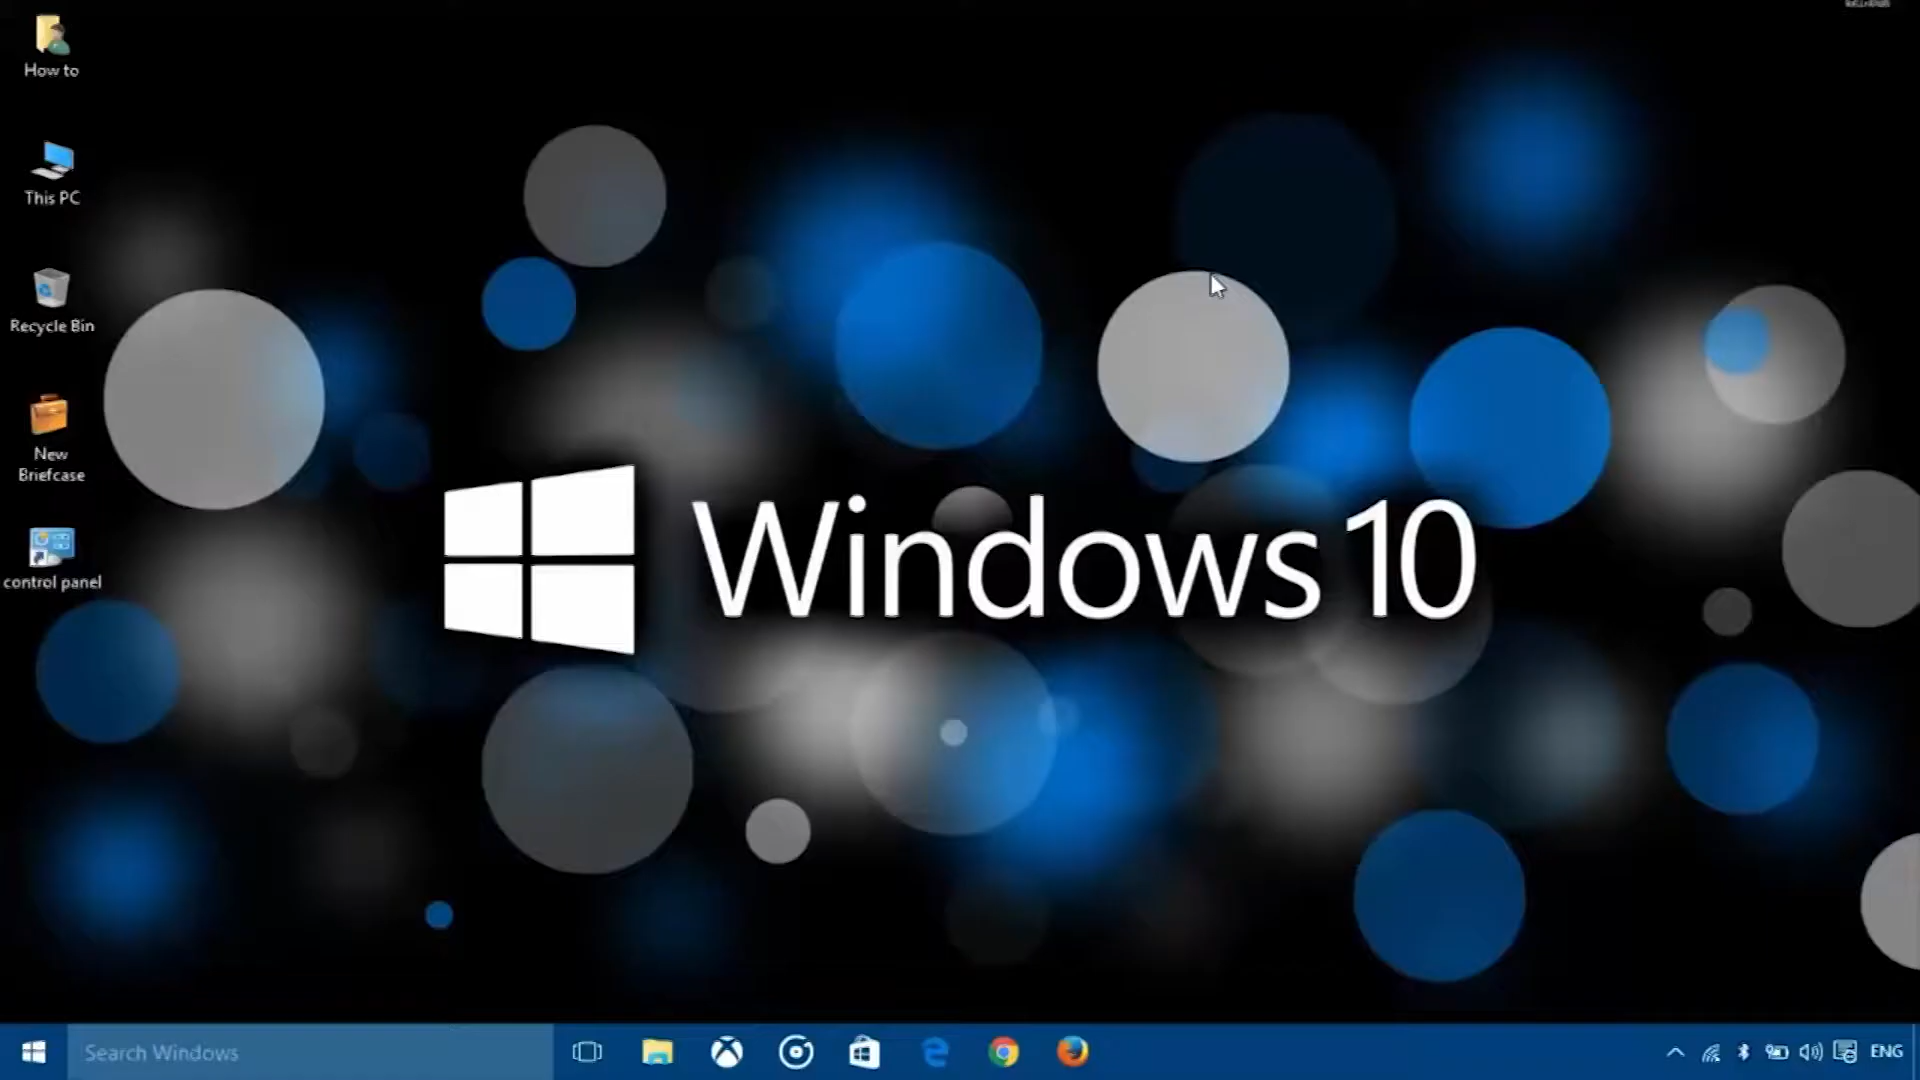 How to
This PC
Recycle Bin
New
Briefcase
control panel
Windows 10
Search Windows
ENG